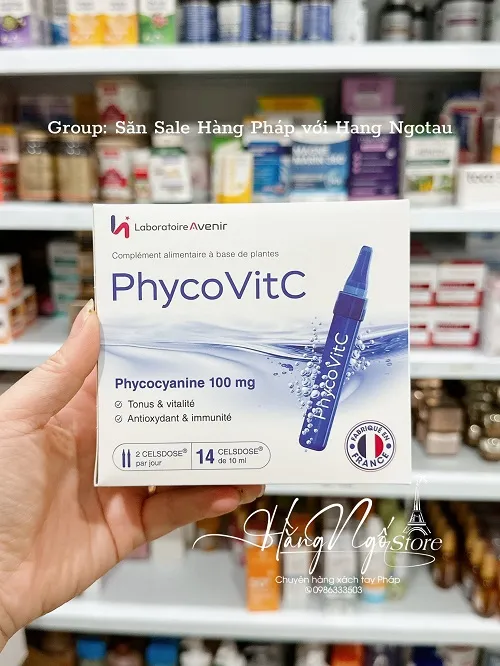 Group: Săn Sale Hàng Pháp với Hang Ngotau
Laboratoire Avenir
Complément alimentaire à base de plantes
PhycoVitC
PhycoVitC
Phycocyanine 100 mg
Tonus & vitalité
Antioxydant & immunité
2 CELSDOSE®
par jour
14 CELSDOSE®
de 10 ml
FABRIQUÉ EN
FRANCE
Hằng Ngố Store
Chuyên hàng xách tay Pháp
0986333503